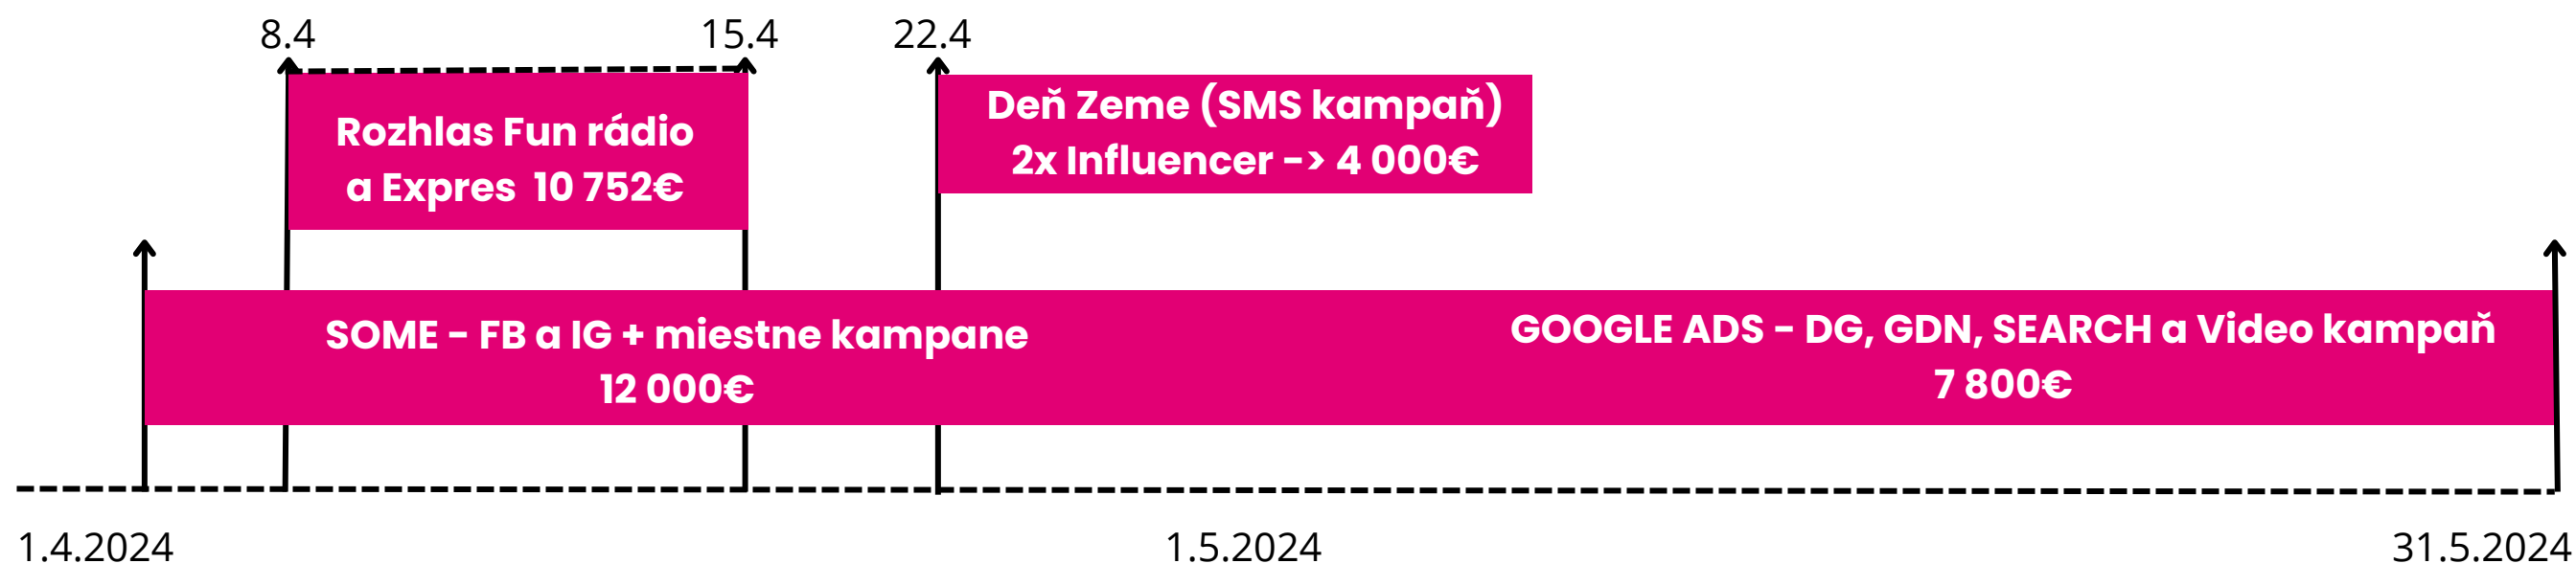 8.4
15.4
22.4
Rozhlas Fun rádio
a Expres 10 752€
Deň Zeme (SMS kampaň)
2x Influencer -> 4 000€
SOME - FB a IG + miestne kampane
12 000€
GOOGLE ADS - DG, GDN, SEARCH a Video kampaň
7 800€
1.4.2024
1.5.2024
31.5.2024